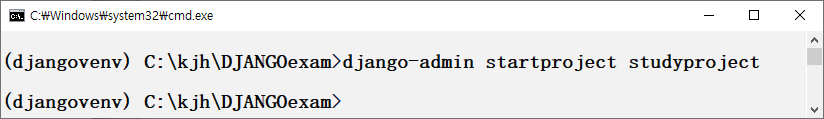 C:₩Windows₩system32₩cmd.exe
(djangovenv) C:\kjh\DJANGOexam>django-admin startproject studyproject
(djangovenv) C:\kjh\DJANGOexam>